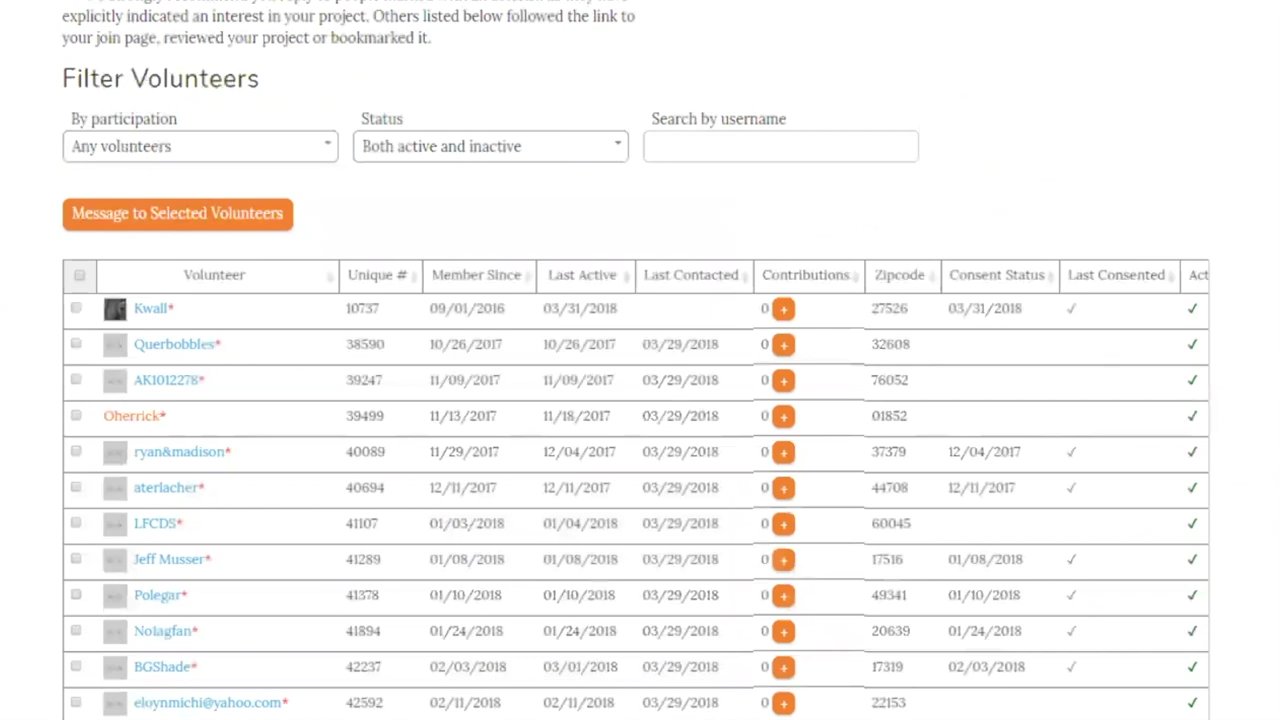 explicitly indicated an interest in your project. Others listed below followed the link to
your join page, reviewed your project or bookmarked it.
Filter Volunteers
By participation Status Search by username
Any volunteers Both active and inactive
Message to Selected Volunteers
Volunteer Unique # Member Since Last Active Last Contacted Contributions Zipcode Consent Status Last Consented Act
Kwall* 10737 09/01/2016 03/31/2018 0 + 27526 03/31/2018 ✓ ✓
Querbobbles* 38590 10/26/2017 10/26/2017 03/29/2018 0 + 32608 ✓
AK1012278* 39247 11/09/2017 11/09/2017 03/29/2018 0 + 76052 ✓
Oherrick* 39499 11/13/2017 11/18/2017 03/29/2018 0 + 01852 ✓
ryan&madison* 40089 11/29/2017 12/04/2017 03/29/2018 0 + 37379 12/04/2017 ✓ ✓
aterlacher* 40694 12/11/2017 12/11/2017 03/29/2018 0 + 44708 12/11/2017 ✓ ✓
LFCDS* 41107 01/03/2018 01/04/2018 03/29/2018 0 + 60045 ✓
Jeff Musser* 41289 01/08/2018 01/08/2018 03/29/2018 0 + 17516 01/08/2018 ✓ ✓
Polegar* 41378 01/10/2018 01/10/2018 03/29/2018 0 + 49341 01/10/2018 ✓ ✓
Nolagfan* 41894 01/24/2018 01/24/2018 03/29/2018 0 + 20639 01/24/2018 ✓ ✓
BGShade* 42237 02/03/2018 03/01/2018 03/29/2018 0 + 17319 02/03/2018 ✓ ✓
eloynmichi@yahoo.com* 42592 02/11/2018 02/11/2018 03/29/2018 0 + 22153 ✓